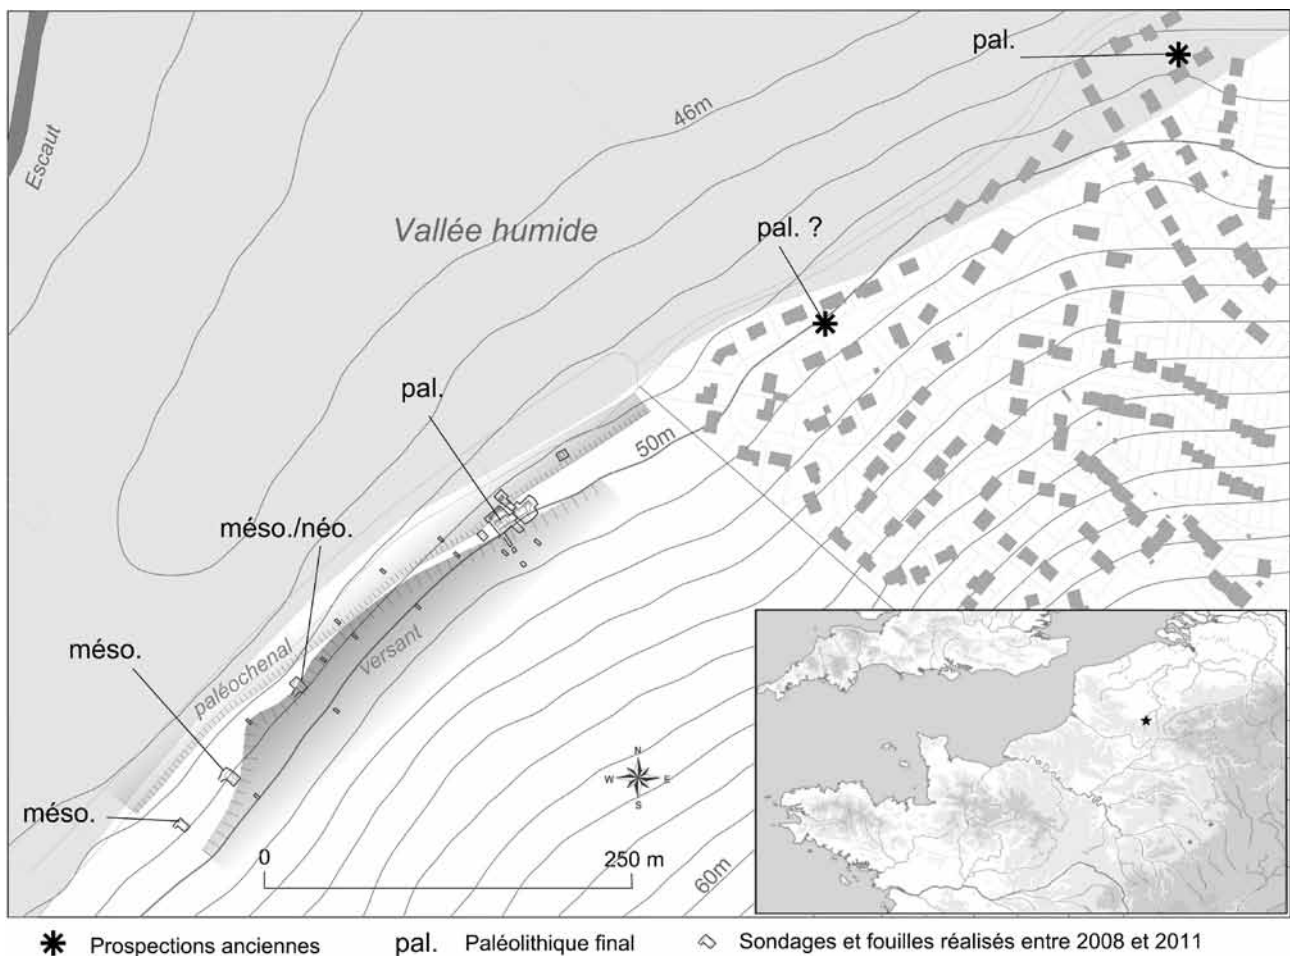 pal.
Escaut
46m
Vallée humide
pal. ?
pal.
50m
méso./néo.
versant
méso.
paléochenal
N
W E
S
méso.
0 250 m
60m
Prospections anciennes pal. Paléolithique final Sondages et fouilles réalisés entre 2008 et 2011